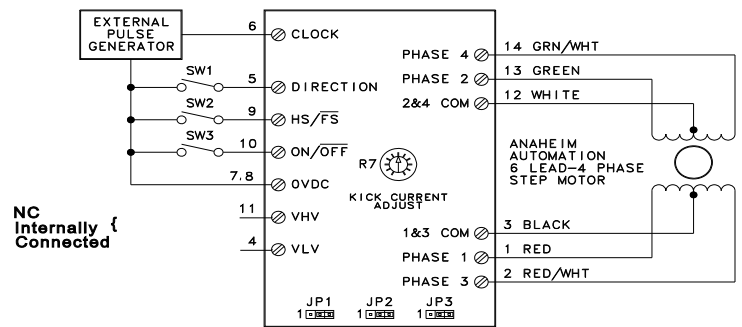 EXTERNAL
PULSE
GENERATOR
6 CLOCK
SW1
5 DIRECTION
SW2
9 HS/F̅S̅
SW3
10 ON/O̅F̅F̅
7,8 0VDC
NC
Internally {
Connected
11 VHV
4 VLV
R7
KICK CURRENT
ADJUST
PHASE 4 14 GRN/WHT
PHASE 2 13 GREEN
2&4 COM 12 WHITE
ANAHEIM
AUTOMATION
6 LEAD-4 PHASE
STEP MOTOR
1&3 COM 3 BLACK
PHASE 1 1 RED
PHASE 3 2 RED/WHT
JP1 JP2 JP3
1 1 1